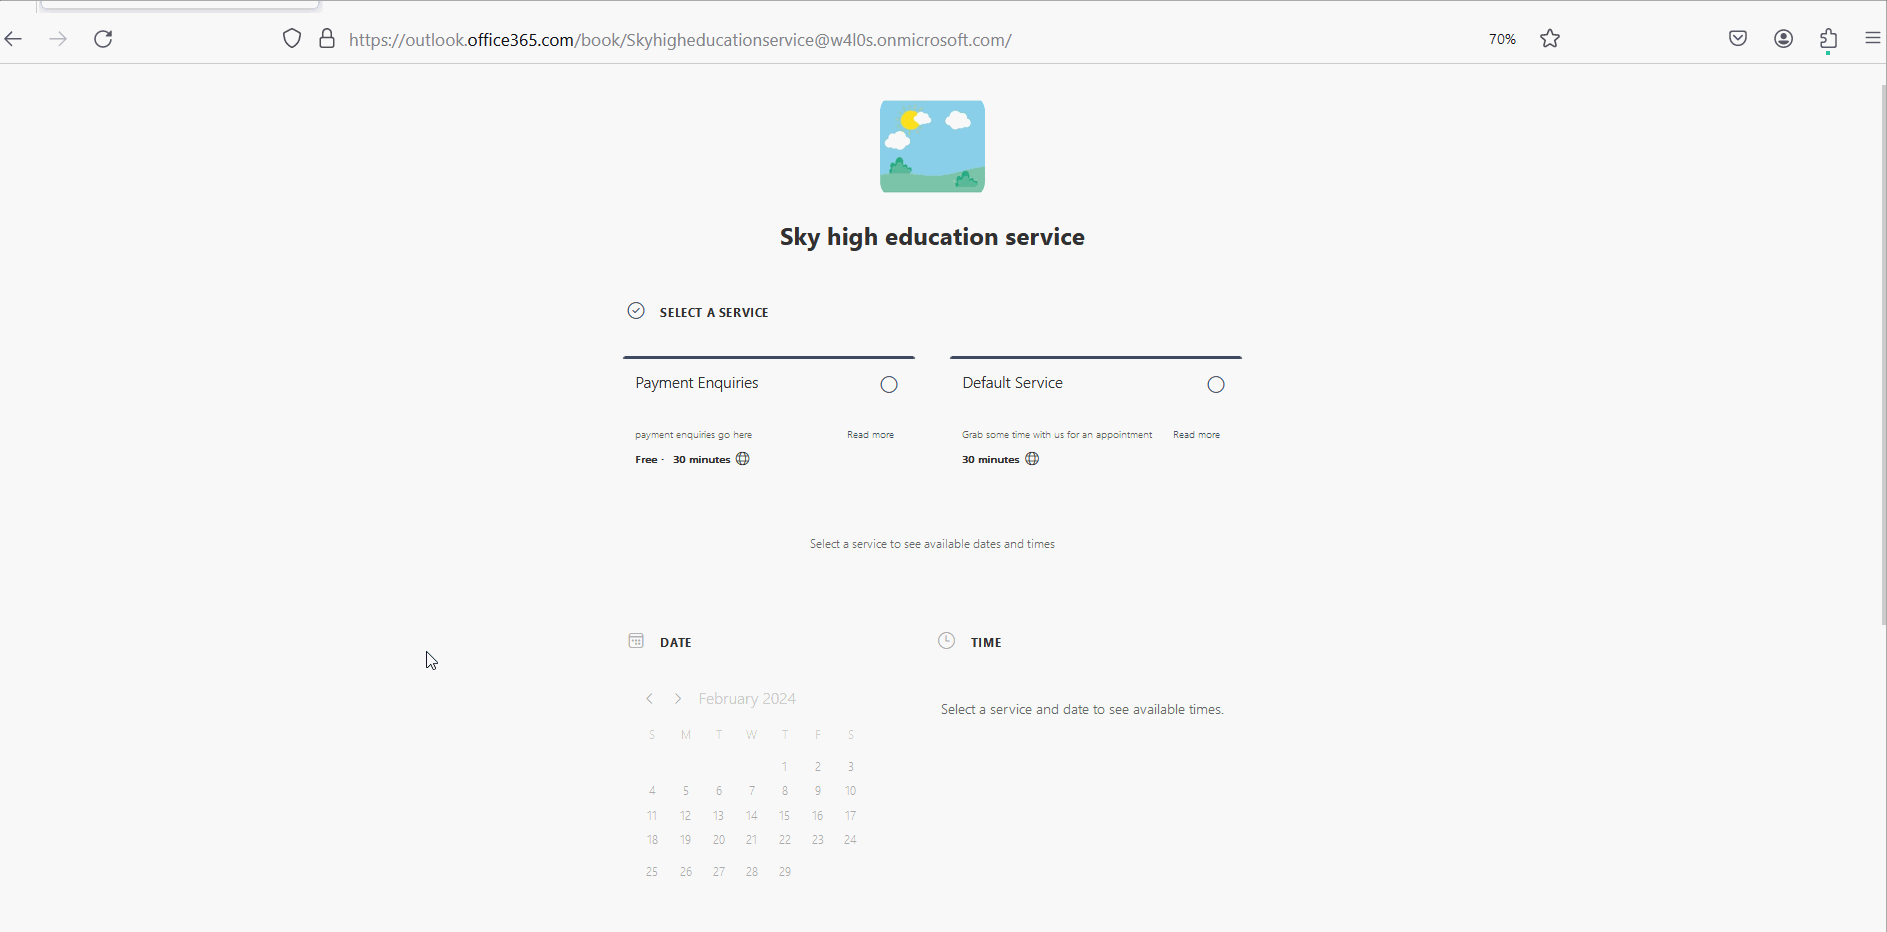 https://outlook.office365.com/book/Skyhigheducationservice@w4l0s.onmicrosoft.com/
70%
Sky high education service
SELECT A SERVICE
Payment Enquiries
payment enquiries go here
Read more
Free · 30 minutes
Default Service
Grab some time with us for an appointment
Read more
30 minutes
Select a service to see available dates and times
DATE
February 2024
S M T W T F S
1 2 3
4 5 6 7 8 9 10
11 12 13 14 15 16 17
18 19 20 21 22 23 24
25 26 27 28 29
TIME
Select a service and date to see available times.